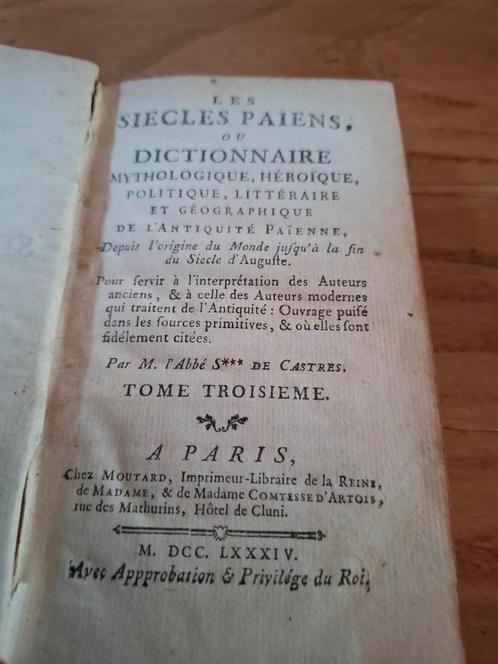 LES
SIECLES PAÏENS,
OU
DICTIONNAIRE
MYTHOLOGIQUE, HÉROÏQUE,
POLITIQUE, LITTÉRAIRE
ET GÉOGRAPHIQUE
DE L'ANTIQUITÉ PAÏENNE,
Depuis l'origine du Monde jusqu'à la fin
du Siecle d'Auguste.
Pour servir à l'interprétation des Auteurs
anciens, & à celle des Auteurs modernes
qui traitent de l'Antiquité : Ouvrage puisé
dans les sources primitives, & où elles sont
fidélement citées.
Par M. l'Abbé S*** DE CASTRES.
TOME TROISIEME.
A PARIS,
Chez MOUTARD, Imprimeur-Libraire de la REINE,
de MADAME, & de Madame COMTESSE D'ARTOIS,
rue des Mathurins, Hôtel de Cluni.
M. DCC. LXXXIV.
Avec Appprobation & Privilége du Roi,